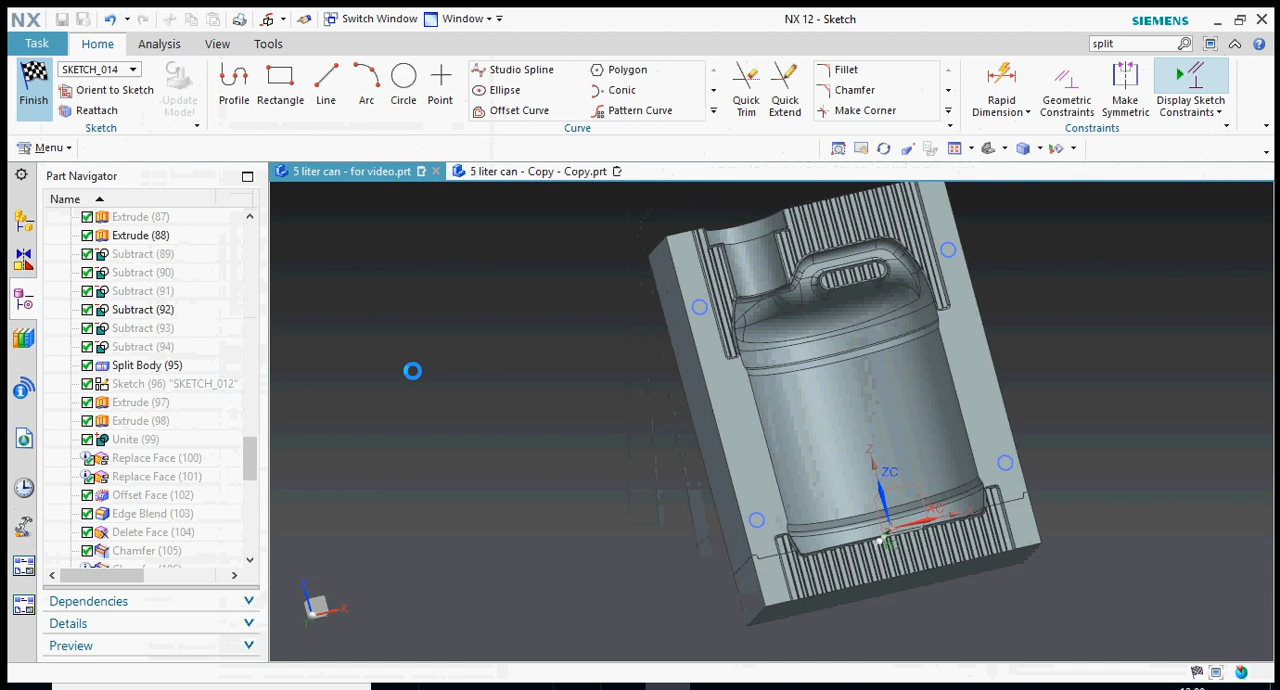 NX
Switch Window
Window
NX 12 - Sketch
SIEMENS
Task
Home
Analysis
View
Tools
split
Finish
SKETCH_014
Orient to Sketch
Reattach
Sketch
Update
Model
Profile
Rectangle
Line
Arc
Circle
Point
Studio Spline
Ellipse
Offset Curve
Polygon
Conic
Pattern Curve
Curve
Quick
Trim
Quick
Extend
Fillet
Chamfer
Make Corner
Rapid
Dimension
Geometric
Constraints
Make
Symmetric
Display Sketch
Constraints
Constraints
Menu
Part Navigator
5 liter can - for video.prt
5 liter can - Copy - Copy.prt
Name
Extrude (87)
Extrude (88)
Subtract (89)
Subtract (90)
Subtract (91)
Subtract (92)
Subtract (93)
Subtract (94)
Split Body (95)
Sketch (96) "SKETCH_012"
Extrude (97)
Extrude (98)
Unite (99)
Replace Face (100)
Replace Face (101)
Offset Face (102)
Edge Blend (103)
Delete Face (104)
Chamfer (105)
Dependencies
Details
Preview
Z
ZC
XC
X